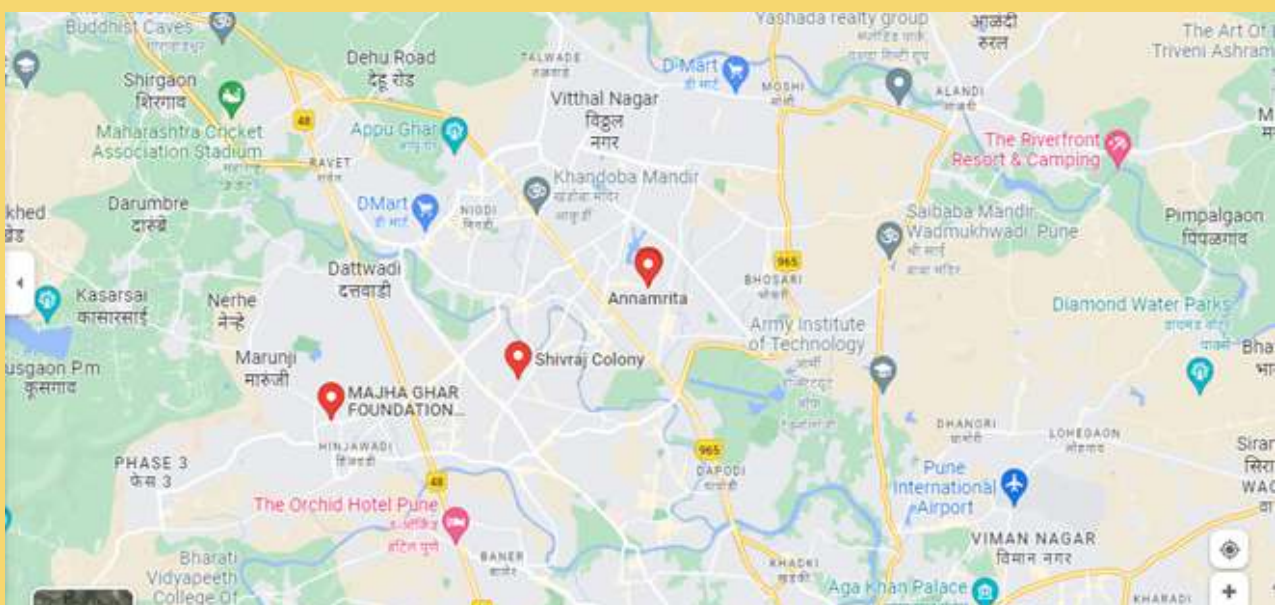 Buddhist Caves
Shirgaon
शिरगाव
Maharashtra Cricket
Association Stadium
Dehu Road
देहू रोड
48
RAVET
Appu Ghar
TALWADE
तळवडे
Vitthal Nagar
विठ्ठल
नगर
D-Mart
डी मार्ट
MOSHI
मोशी
Yashada realty group
आळंदी
रुरल
ALANDI
आळंदी
The Art Of
Triveni Ashram
The Riverfront
Resort & Camping
Darumbre
दारुंब्रे
DMart
डी मार्ट
NIGDI
निगडी
Khandoba Mandir
खंडोबा मंदिर
Saibaba Mandir,
Wadmukhwadi, Pune
Pimpalgaon
पिंपळगांव
Kasarsai
कासारसाई
Nerhe
नेऱ्हे
Dattwadi
दत्तवाडी
Annamrita
965
BHOSARI
भोसरी
Army Institute
of Technology
Diamond Water Parks
Marunji
मारुंजी
कुसगाव
Shivraj Colony
MAJHA GHAR
FOUNDATION...
HINJAWADI
हिंजवडी
PHASE 3
फेस 3
48
The Orchid Hotel Pune
965
DAPODI
दापोडी
DHANORI
धानोरी
LOHEGAON
लोहगाव
Pune
International
Airport
VIMAN NAGAR
विमान नगर
Bharati
Vidyapeeth
College Of
BANER
बाणेर
KHADKI
खडकी
Aga Khan Palace
KHARADI